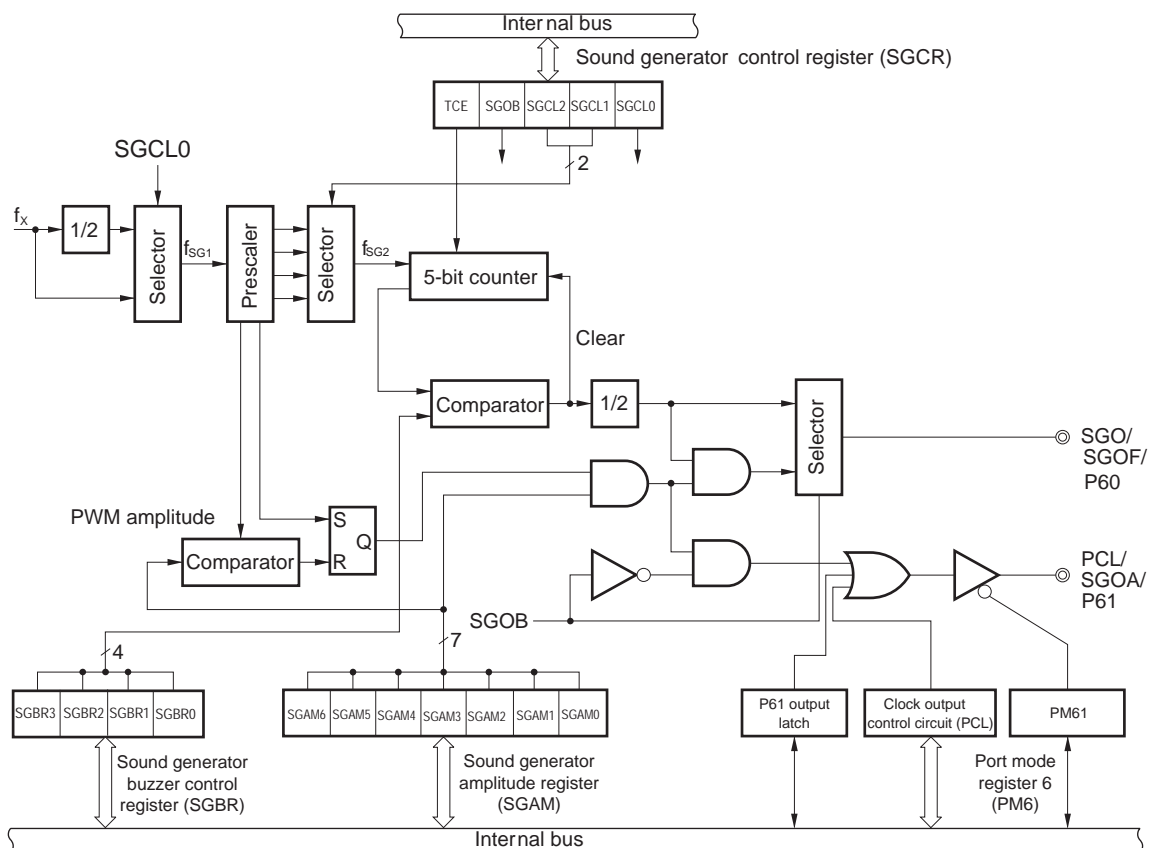 Internal bus
Sound generator control register (SGCR)
TCE SGOB SGCL2 SGCL1 SGCL0
2
SGCL0
fX
1/2
Selector
fSG1
Prescaler
Selector
fSG2
5-bit counter
Clear
Comparator
1/2
Selector
SGO/
SGOF/
P60
PWM amplitude
S
Q
R
Comparator
PCL/
SGOA/
P61
SGOB
4
7
SGBR3 SGBR2 SGBR1 SGBR0
SGAM6 SGAM5 SGAM4 SGAM3 SGAM2 SGAM1 SGAM0
P61 output
latch
Clock output
control circuit (PCL)
PM61
Sound generator
buzzer control
register (SGBR)
Sound generator
amplitude register
(SGAM)
Port mode
register 6
(PM6)
Internal bus